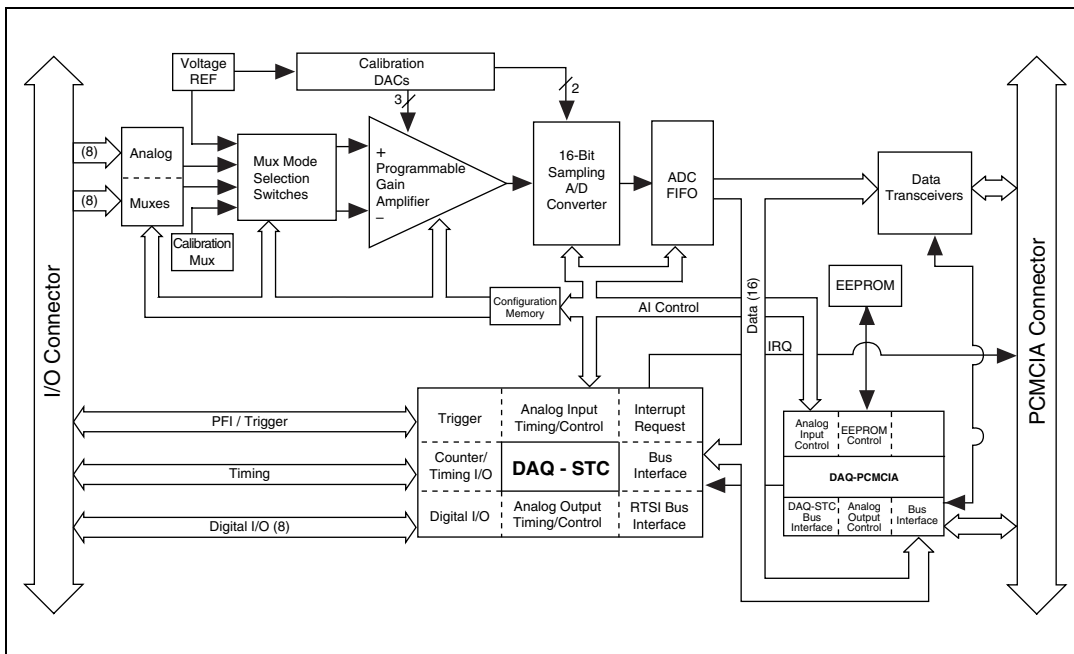 Voltage
REF
Calibration
DACs
3
2
(8)
(8)
Analog
Muxes
Mux Mode
Selection
Switches
+
Programmable
Gain
Amplifier
–
16-Bit
Sampling
A/D
Converter
ADC
FIFO
Data
Transceivers
Calibration
Mux
Configuration
Memory
AI Control
Data (16)
EEPROM
IRQ
I/O Connector
PCMCIA Connector
PFI / Trigger
Timing
Digital I/O (8)
Trigger
Analog Input
Timing/Control
Interrupt
Request
Counter/
Timing I/O
DAQ - STC
Bus
Interface
Digital I/O
Analog Output
Timing/Control
RTSI Bus
Interface
Analog
Input
Control
EEPROM
Control
DAQ-PCMCIA
DAQ-STC
Bus
Interface
Analog
Output
Control
Bus
Interface